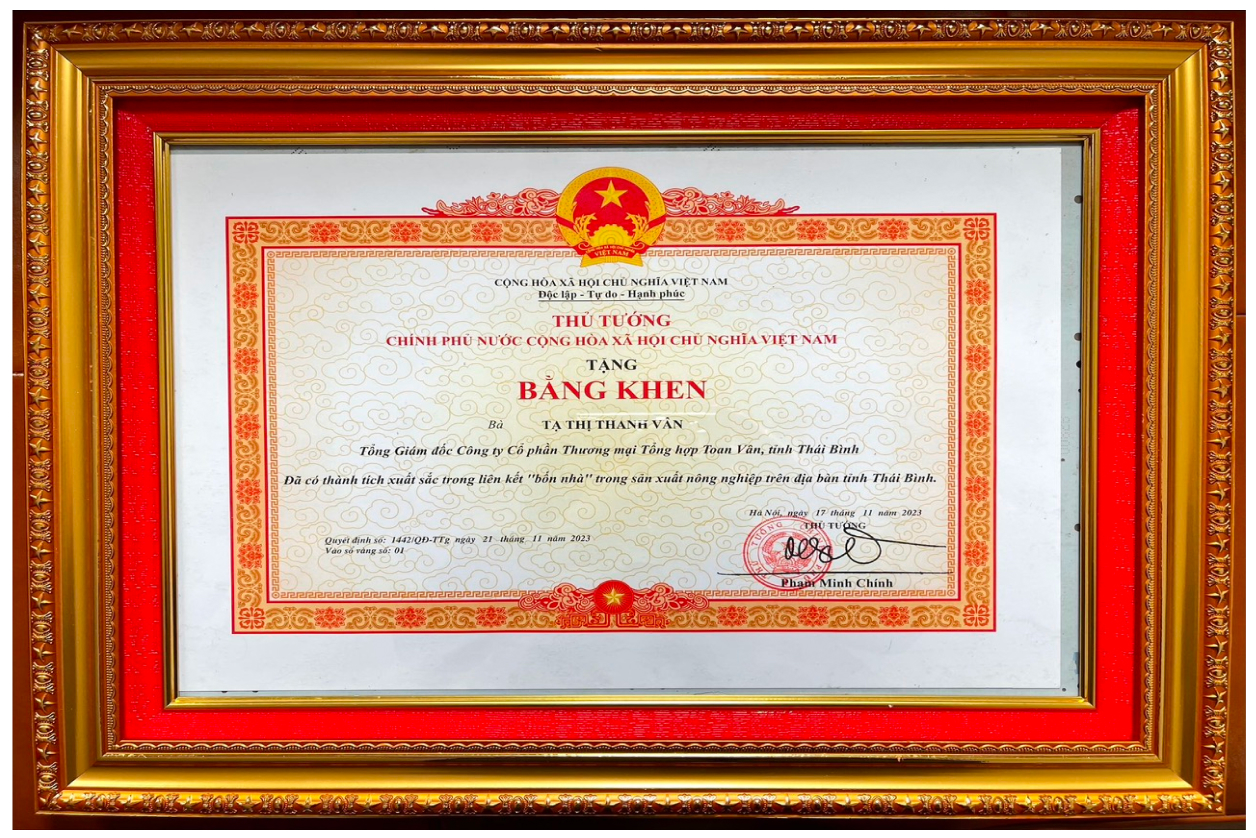 VIỆT NAM
CỘNG HÒA XÃ HỘI CHỦ NGHĨA VIỆT NAM
Độc lập - Tự do - Hạnh phúc
THỦ TƯỚNG
CHÍNH PHỦ NƯỚC CỘNG HÒA XÃ HỘI CHỦ NGHĨA VIỆT NAM
TẶNG
BẰNG KHEN
Bà TẠ THỊ THANH VÂN
Tổng Giám đốc Công ty Cổ phần Thương mại Tổng hợp Toan Vân, tỉnh Thái Bình
Đã có thành tích xuất sắc trong liên kết "bốn nhà" trong sản xuất nông nghiệp trên địa bàn tỉnh Thái Bình.
Hà Nội, ngày 17 tháng 11 năm 2023
THỦ TƯỚNG
Quyết định số: 1442/QĐ-TTg ngày 21 tháng 11 năm 2023
Vào sổ vàng số: 01
Phạm Minh Chính